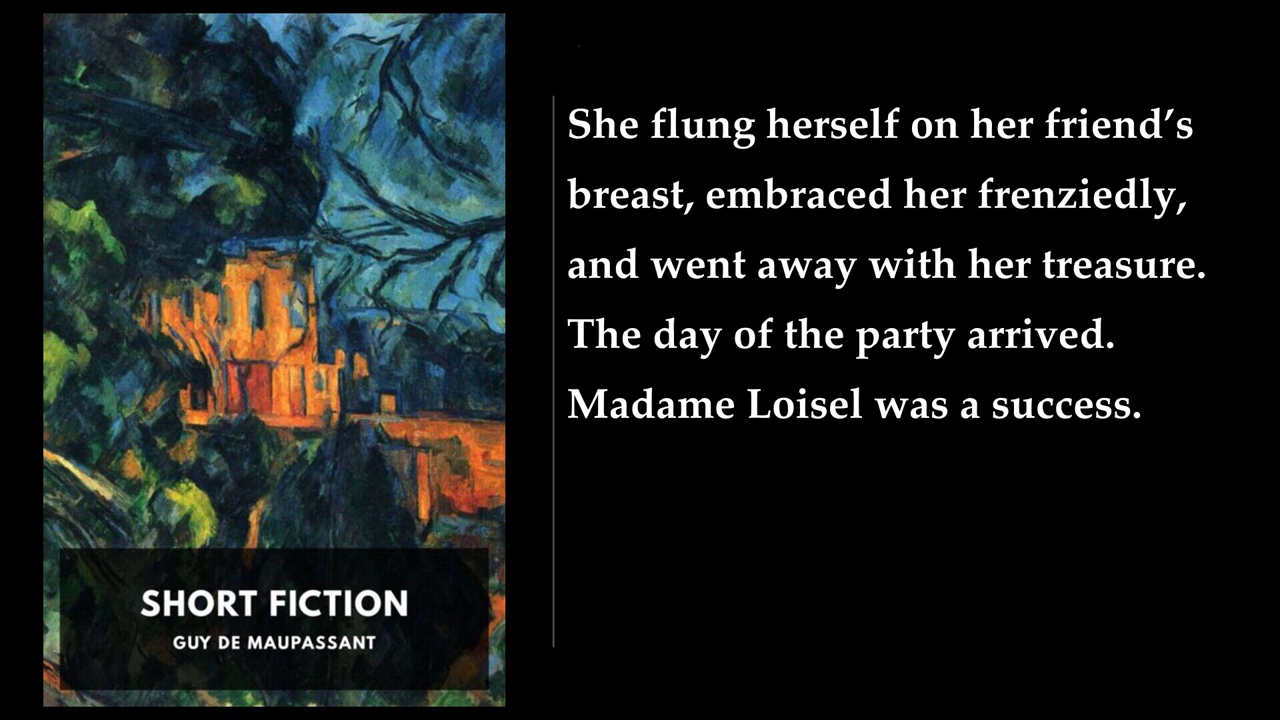 She flung herself on her friend’s
breast, embraced her frenziedly,
and went away with her treasure.
The day of the party arrived.
Madame Loisel was a success.
SHORT FICTION
GUY DE MAUPASSANT